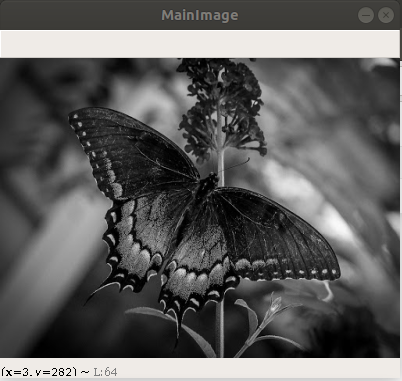 MainImage
(x=3, y=282) ~ L:64